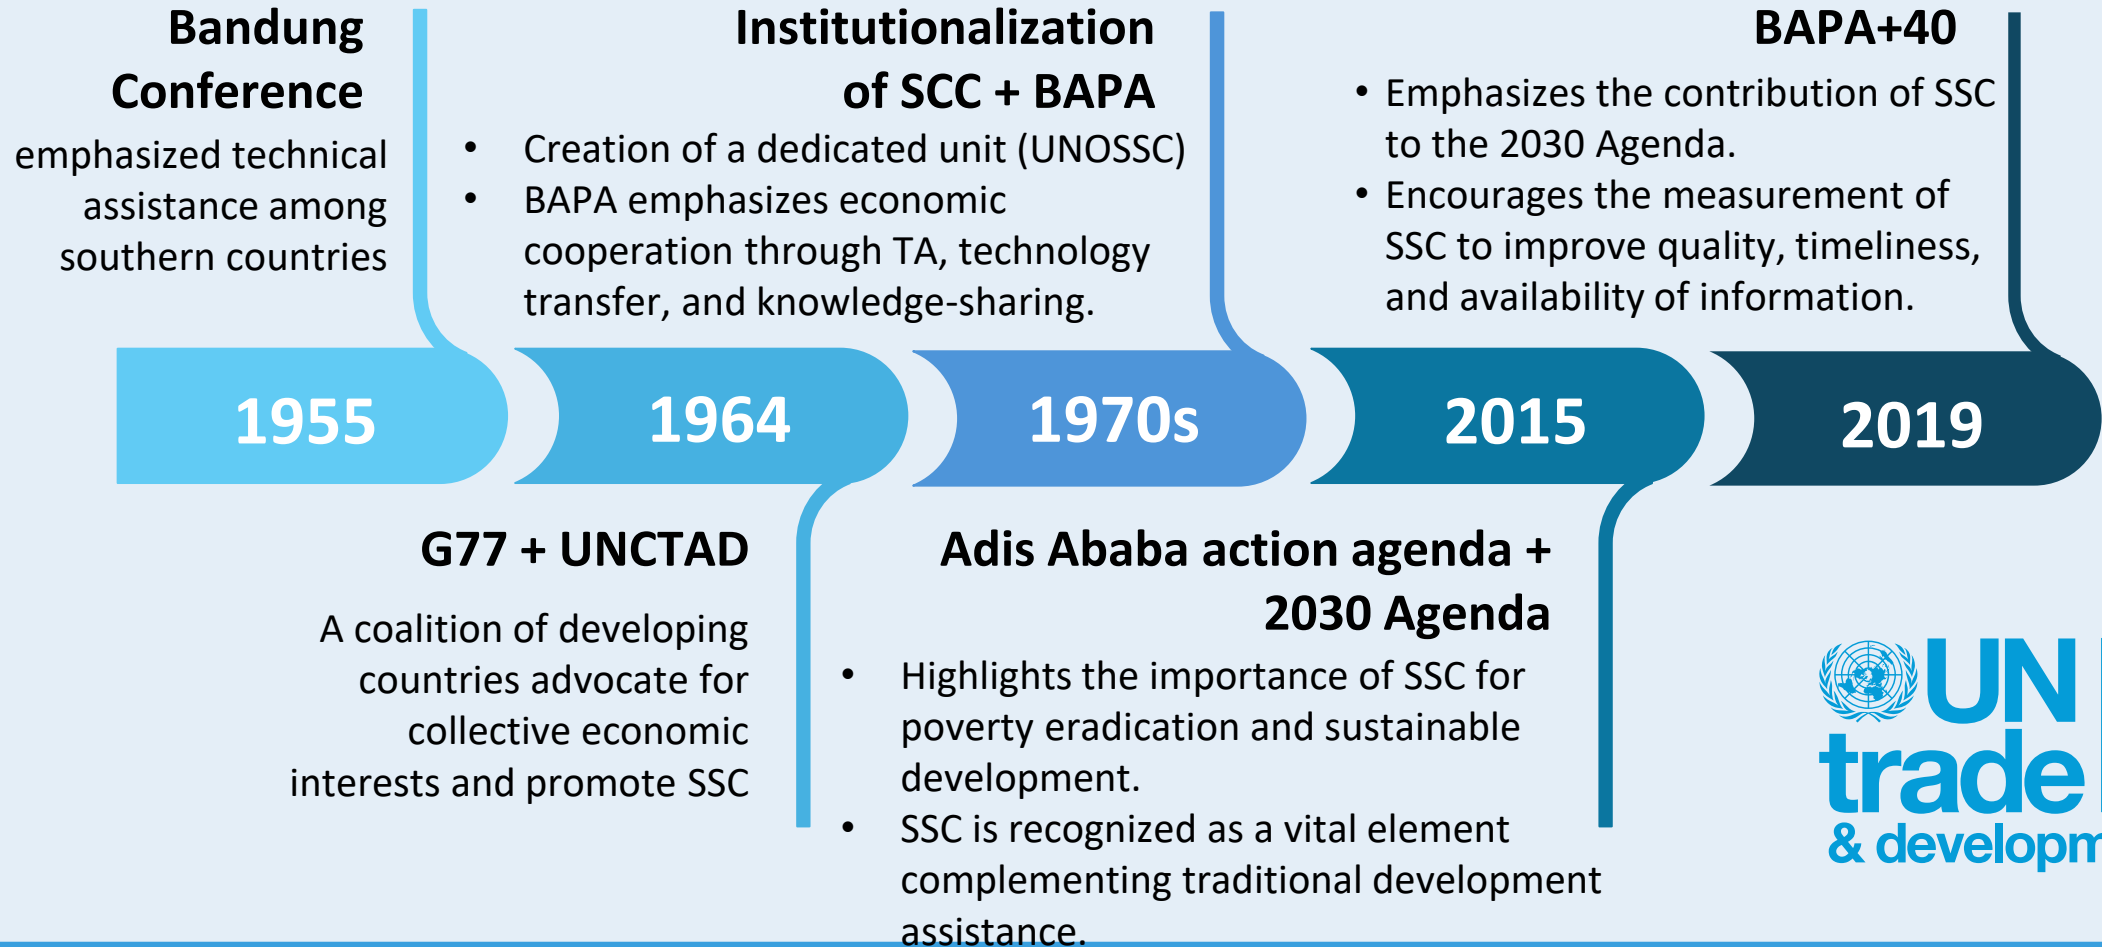 Bandung
Conference
emphasized technical
assistance among
southern countries
Institutionalization
of SCC + BAPA
• Creation of a dedicated unit (UNOSSC)
• BAPA emphasizes economic
cooperation through TA, technology
transfer, and knowledge-sharing.
BAPA+40
• Emphasizes the contribution of SSC
to the 2030 Agenda.
• Encourages the measurement of
SSC to improve quality, timeliness,
and availability of information.
1955
1964
1970s
2015
2019
G77 + UNCTAD
A coalition of developing
countries advocate for
collective economic
interests and promote SSC
Adis Ababa action agenda +
2030 Agenda
• Highlights the importance of SSC for
poverty eradication and sustainable
development.
• SSC is recognized as a vital element
complementing traditional development
assistance.
UN
trade
& developm